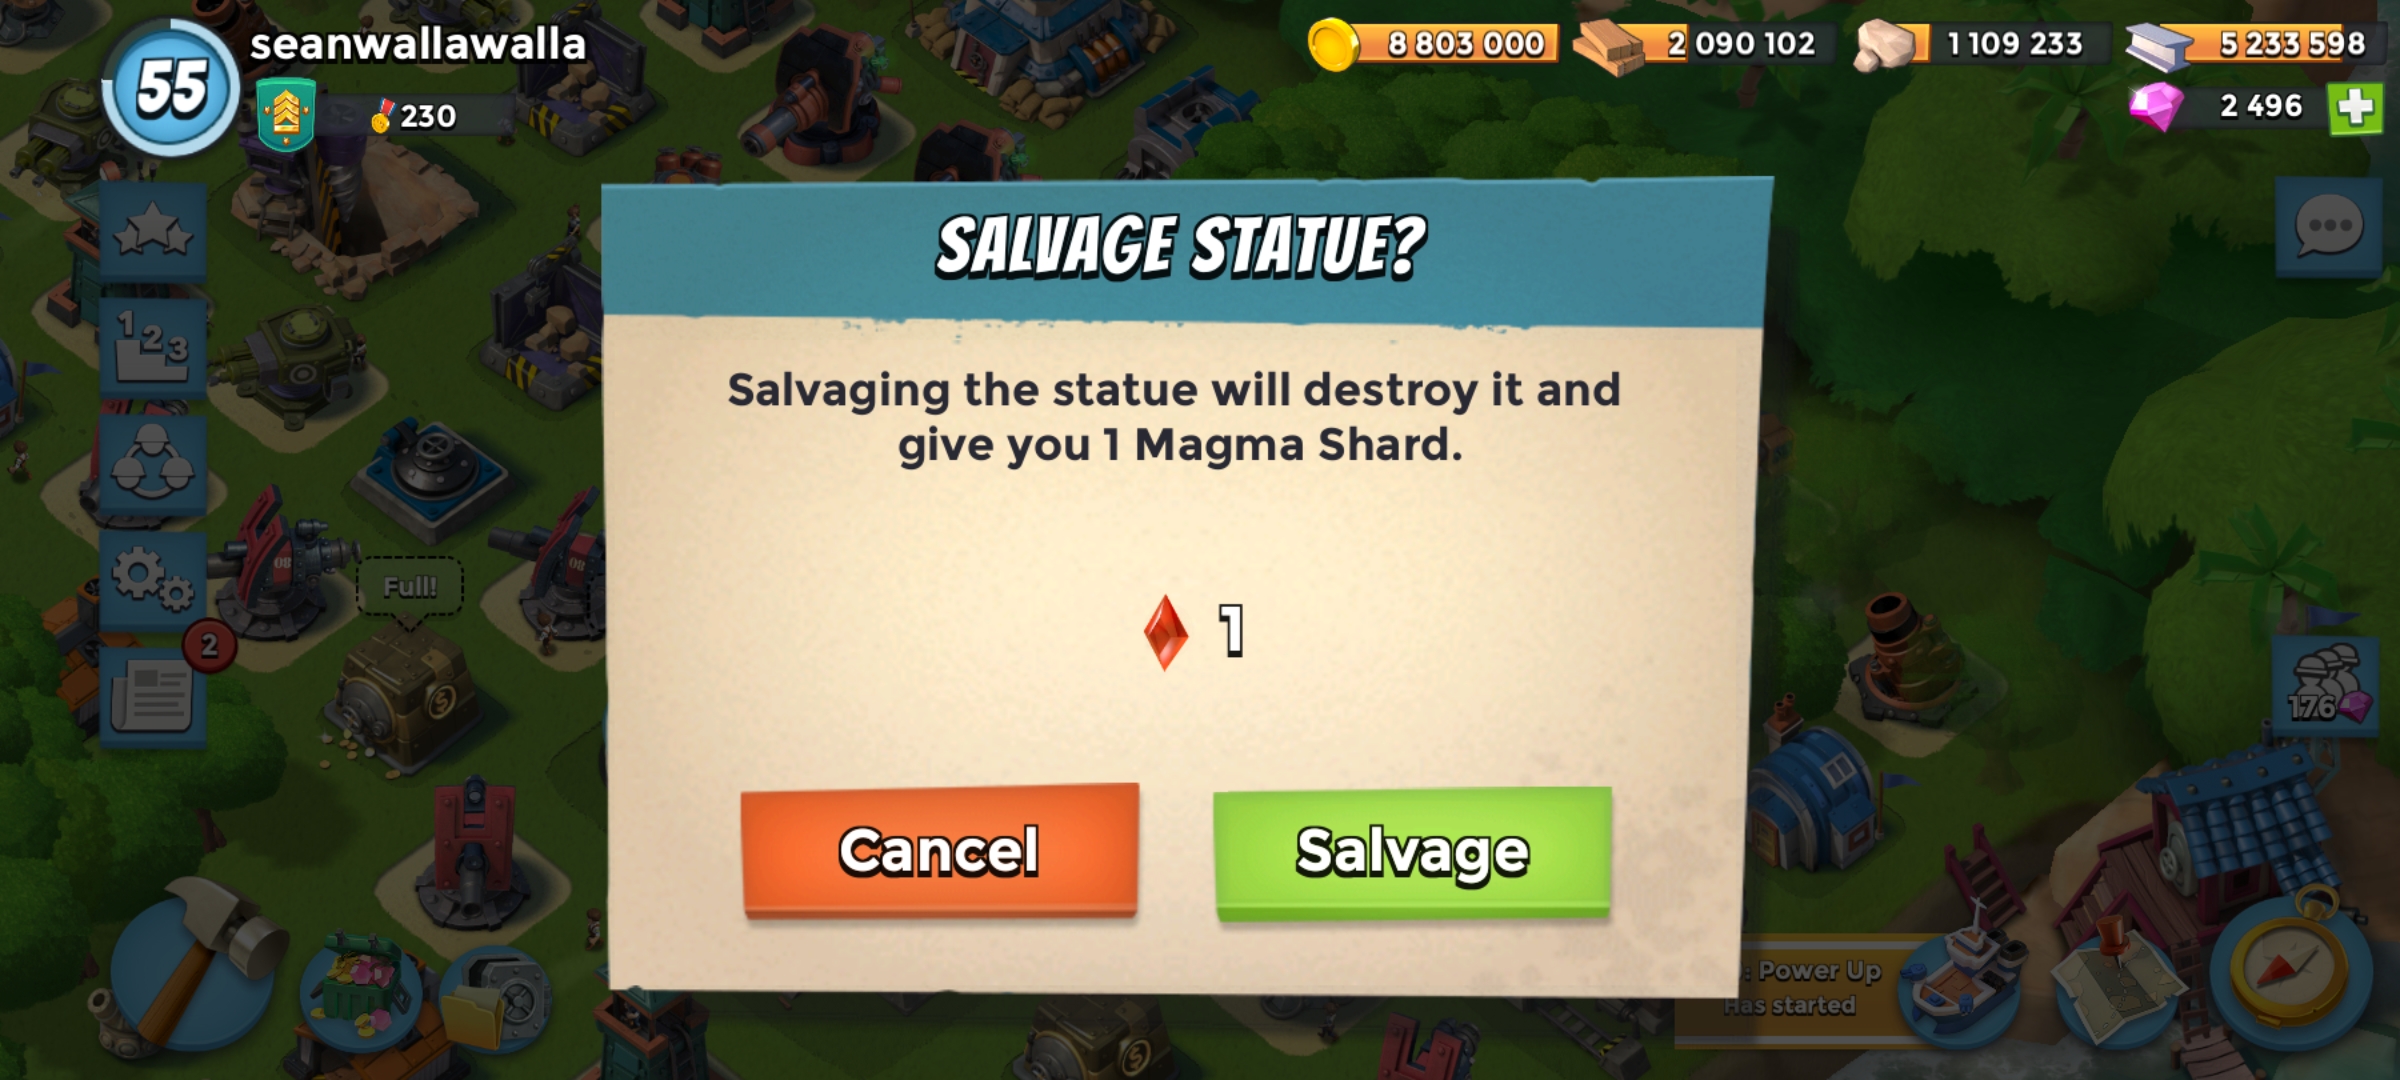 55
seanwallawalla
230
8 803 000
2 090 102
1 109 233
5 233 598
2 496
SALVAGE STATUE?
Salvaging the statue will destroy it and
give you 1 Magma Shard.
1
Cancel
Salvage
1 2 3
08
08
Full!
2
176
: Power Up
Has started